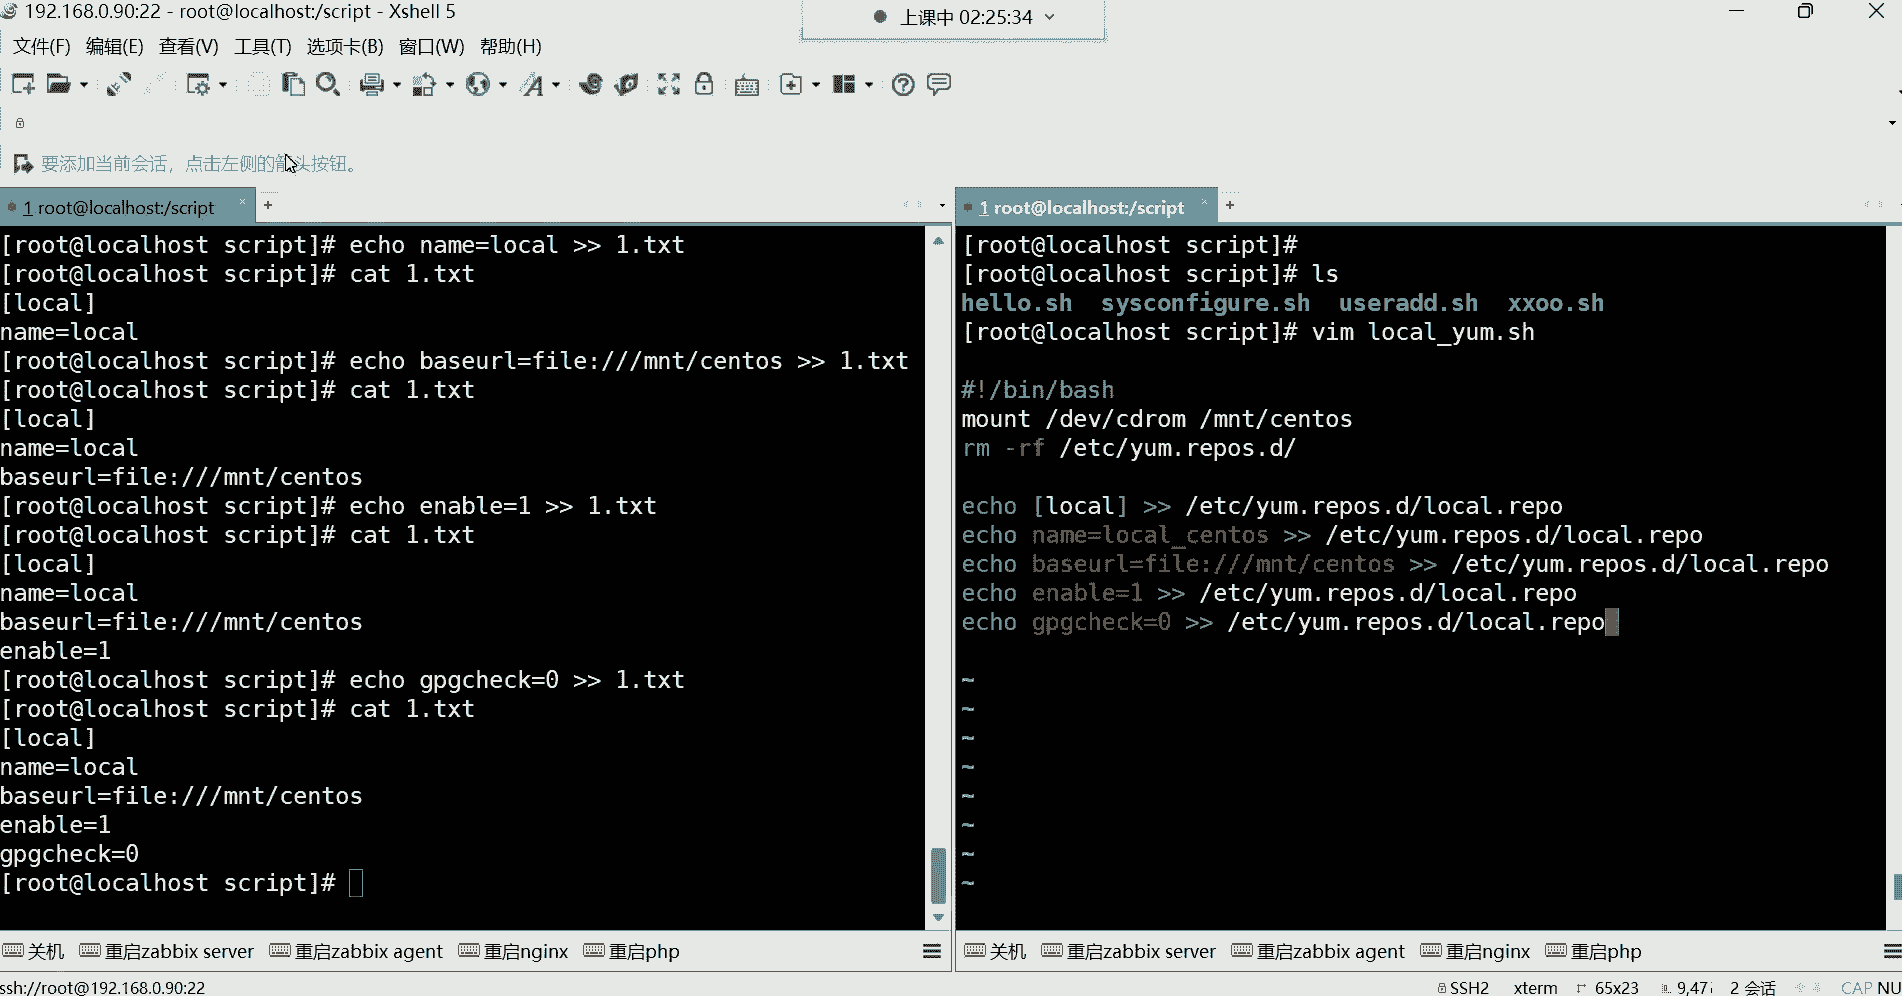 192.168.0.90:22 - root@localhost:/script - Xshell 5
上课中 02:25:34
文件(F) 编辑(E) 查看(V) 工具(T) 选项卡(B) 窗口(W) 帮助(H)
要添加当前会话，点击左侧的箭头按钮。
1 root@localhost:/script × +
[root@localhost script]# echo name=local >> 1.txt
[root@localhost script]# cat 1.txt
[local]
name=local
[root@localhost script]# echo baseurl=file:///mnt/centos >> 1.txt
[root@localhost script]# cat 1.txt
[local]
name=local
baseurl=file:///mnt/centos
[root@localhost script]# echo enable=1 >> 1.txt
[root@localhost script]# cat 1.txt
[local]
name=local
baseurl=file:///mnt/centos
enable=1
[root@localhost script]# echo gpgcheck=0 >> 1.txt
[root@localhost script]# cat 1.txt
[local]
name=local
baseurl=file:///mnt/centos
enable=1
gpgcheck=0
[root@localhost script]#
关机 重启zabbix server 重启zabbix agent 重启nginx 重启php
1 root@localhost:/script × +
[root@localhost script]#
[root@localhost script]# ls
hello.sh sysconfigure.sh useradd.sh xxoo.sh
[root@localhost script]# vim local_yum.sh
#!/bin/bash
mount /dev/cdrom /mnt/centos
rm -rf /etc/yum.repos.d/
echo [local] >> /etc/yum.repos.d/local.repo
echo name=local_centos >> /etc/yum.repos.d/local.repo
echo baseurl=file:///mnt/centos >> /etc/yum.repos.d/local.repo
echo enable=1 >> /etc/yum.repos.d/local.repo
echo gpgcheck=0 >> /etc/yum.repos.d/local.repo
~
~
~
~
~
~
~
~
关机 重启zabbix server 重启zabbix agent 重启nginx 重启php
ssh://root@192.168.0.90:22
SSH2 xterm 65x23 9,47 2 会话 CAP NU